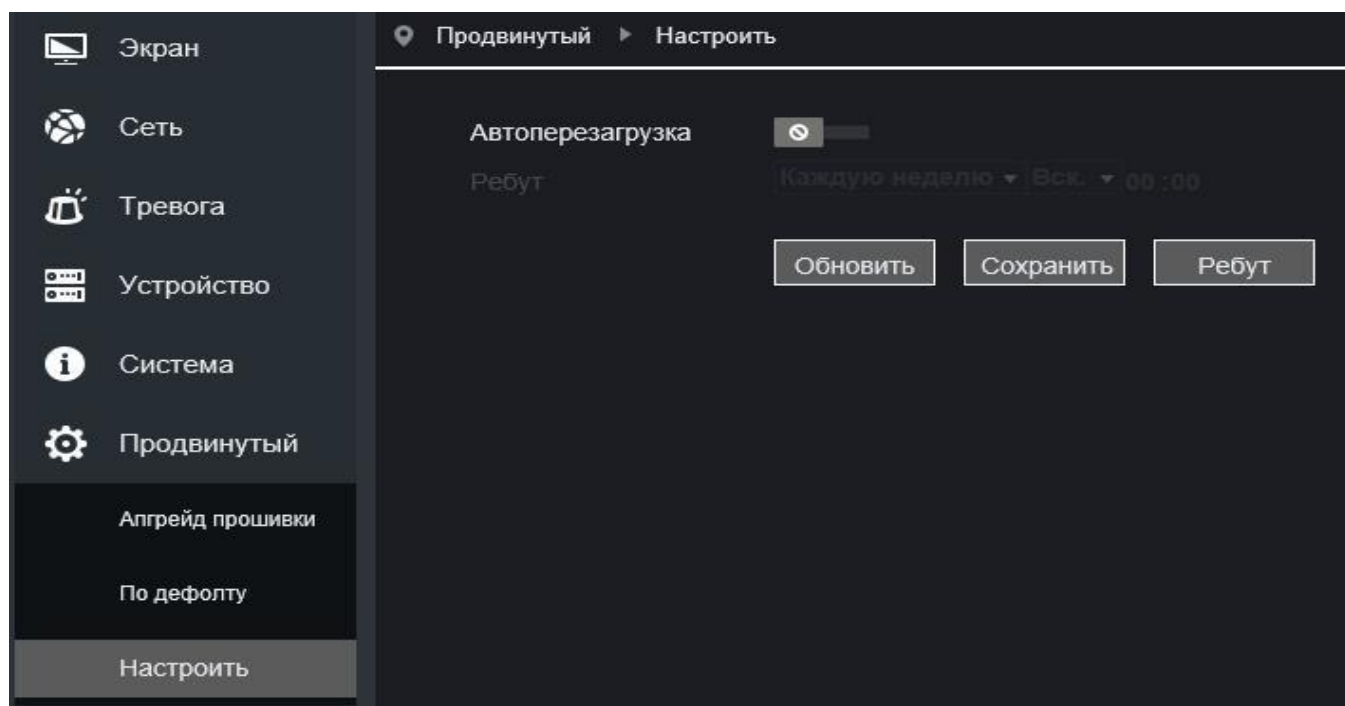 Экран
Сеть
Тревога
Устройство
Система
Продвинутый
Апгрейд прошивки
По дефолту
Настроить
Продвинутый Настроить
Автоперезагрузка
Ребут Каждую неделю Вск. 00 :00
Обновить Сохранить Ребут